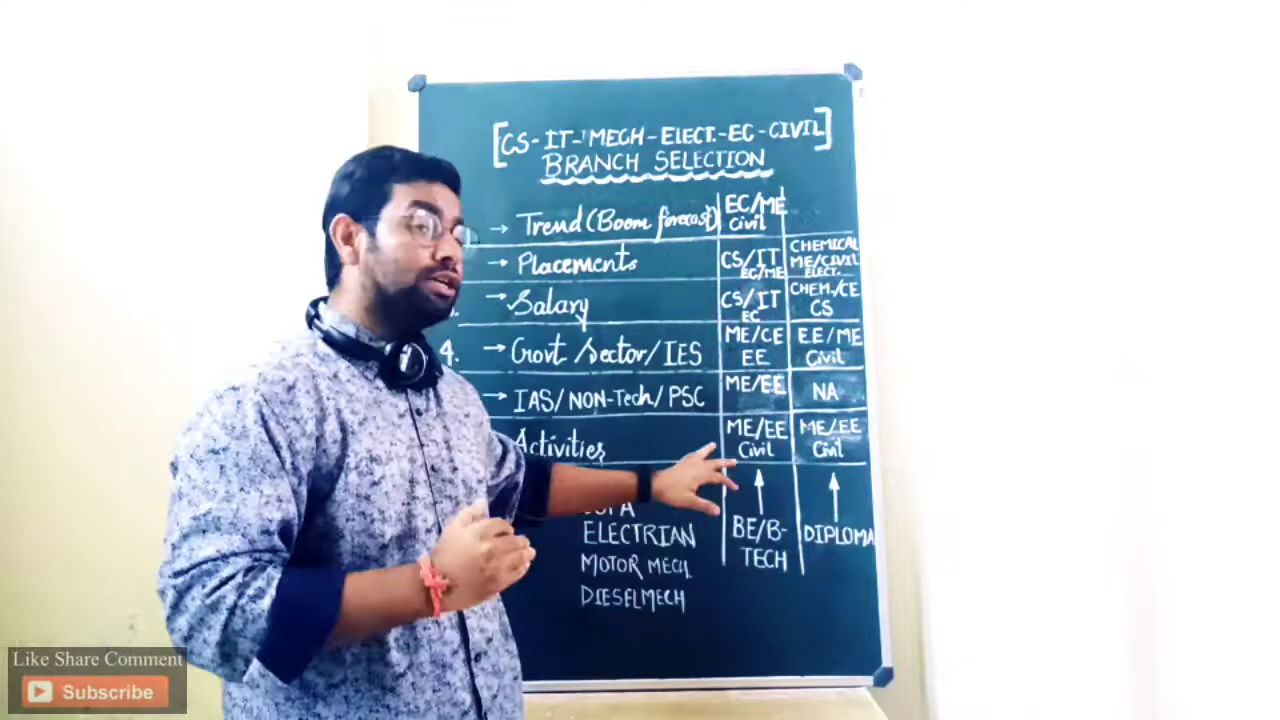 [CS-IT-MECH-ELECT.-EC-CIVIL]
BRANCH SELECTION
→ Trend (Boom forecast) EC/ME Civil
→ Placements CS/IT EC/ME CHEMICAL ME/CIVIL ELECT.
→ Salary CS/IT EC CHEM./CE CS
4. → Govt /Sector/IES ME/CE EE EE/ME Civil
→ IAS/NON-Tech/PSC ME/EE NA
Activities ME/EE Civil ME/EE Civil
ELECTRIAN BE/B-TECH DIPLOMA
MOTOR MECH.
DIESELMECH
Like Share Comment
Subscribe